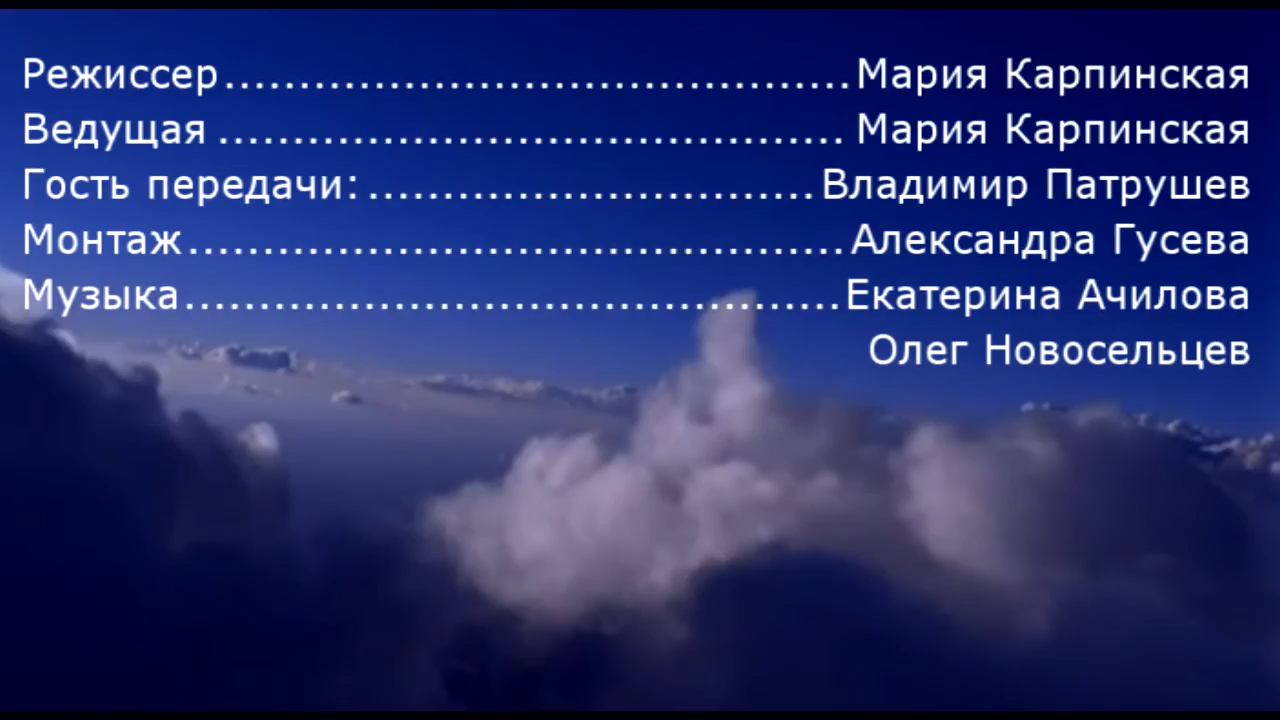 Режиссер..........................................Мария Карпинская
Ведущая .......................................... Мария Карпинская
Гость передачи:..............................Владимир Патрушев
Монтаж............................................Александра Гусева
Музыка............................................Екатерина Ачилова
Олег Новосельцев